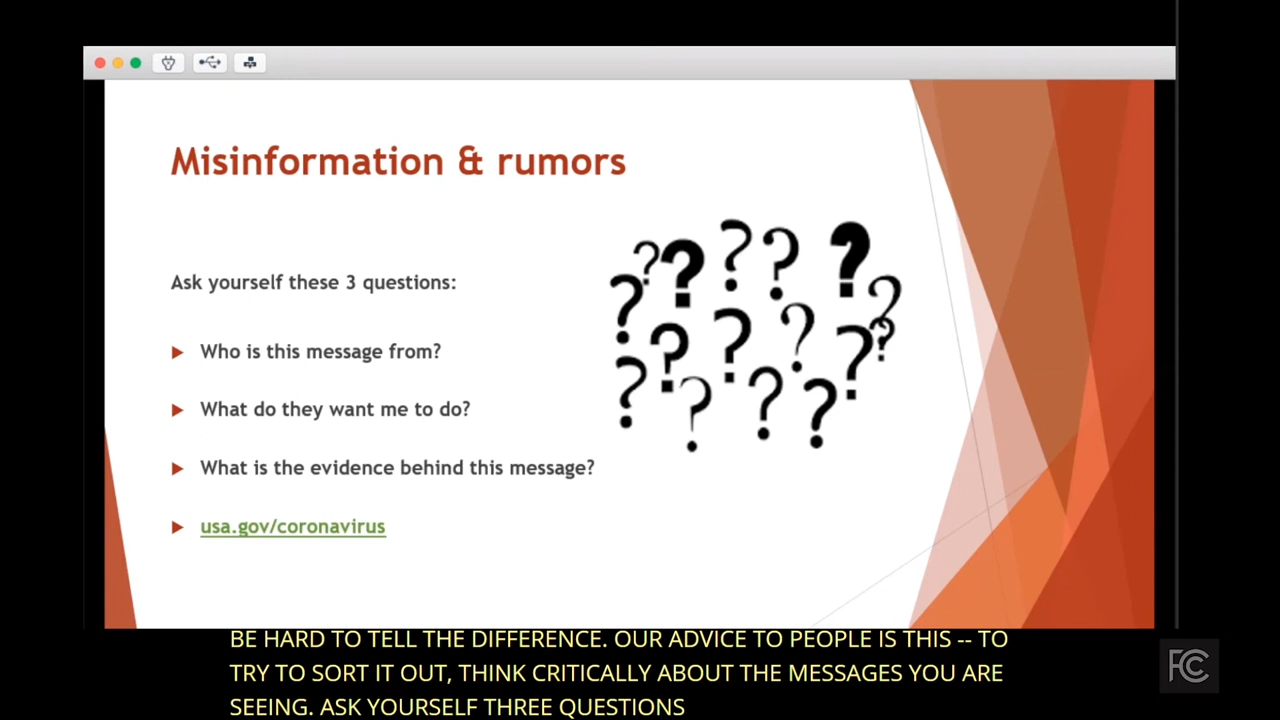 Misinformation & rumors
Ask yourself these 3 questions:
Who is this message from?
What do they want me to do?
What is the evidence behind this message?
usa.gov/coronavirus
? ? ? ? ? ? ? ? ? ? ? ? ? ? ? ? ?
BE HARD TO TELL THE DIFFERENCE. OUR ADVICE TO PEOPLE IS THIS -- TO
TRY TO SORT IT OUT, THINK CRITICALLY ABOUT THE MESSAGES YOU ARE
SEEING. ASK YOURSELF THREE QUESTIONS
FCC